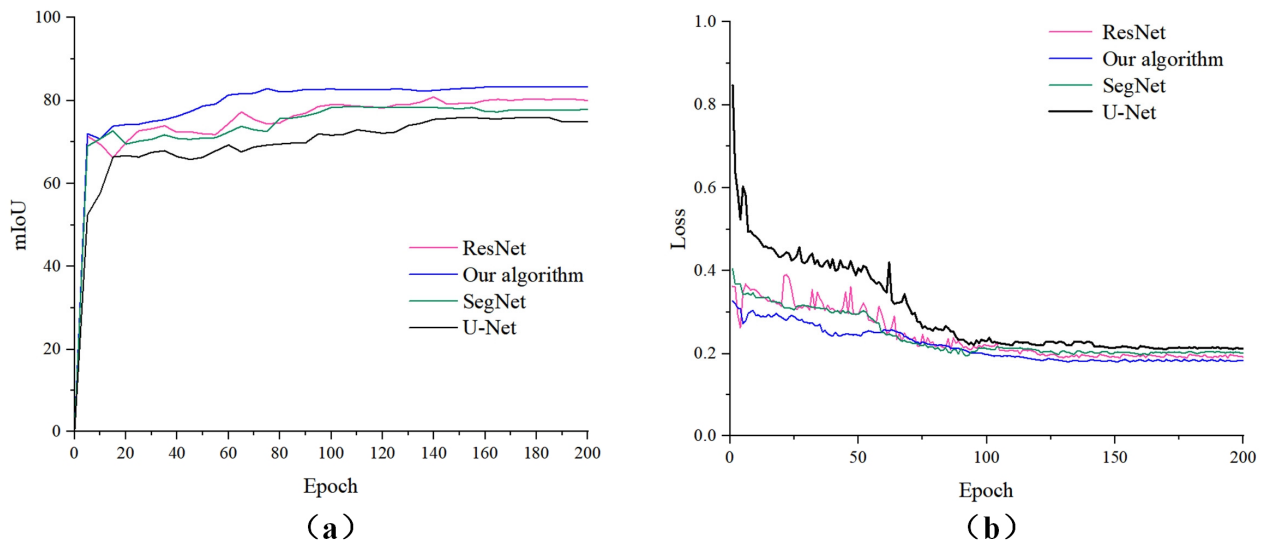 100
80
60
40
20
0
mIoU
ResNet
Our algorithm
SegNet
U-Net
0 20 40 60 80 100 120 140 160 180 200
Epoch
(a)
1.0
0.8
0.6
0.4
0.2
0.0
Loss
ResNet
Our algorithm
SegNet
U-Net
0 50 100 150 200
Epoch
(b)